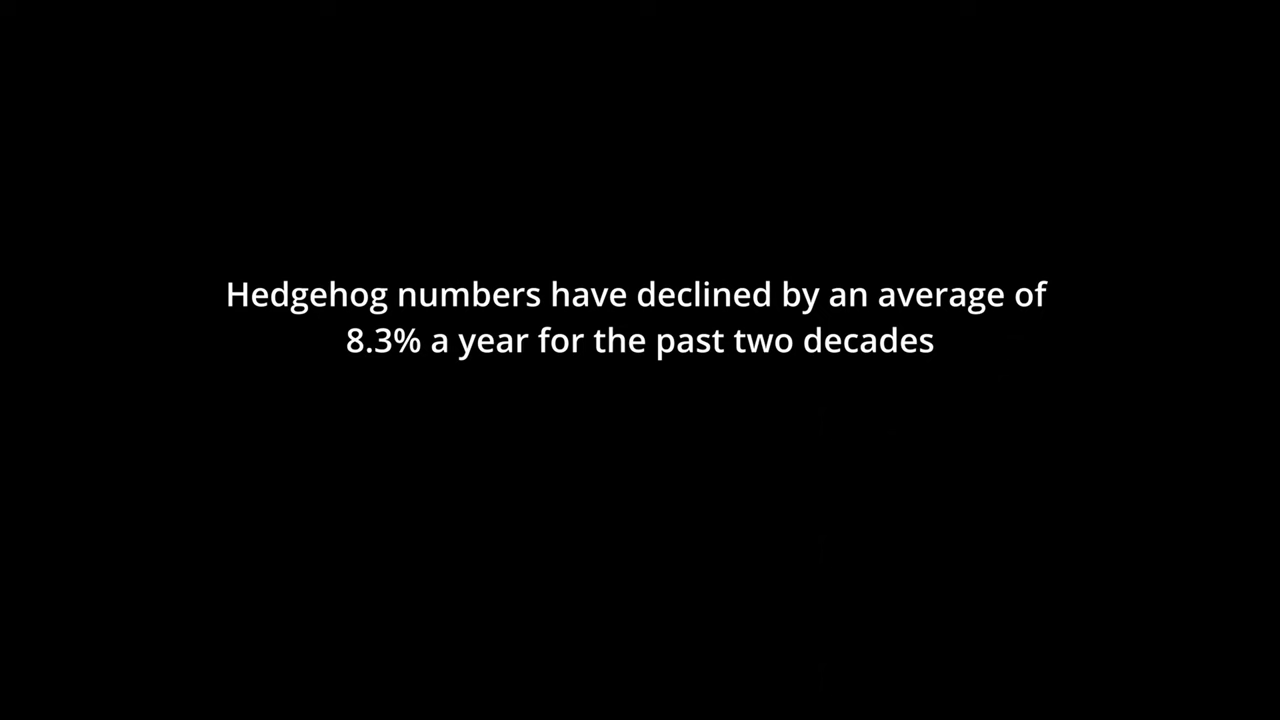 Hedgehog numbers have declined by an average of
8.3% a year for the past two decades